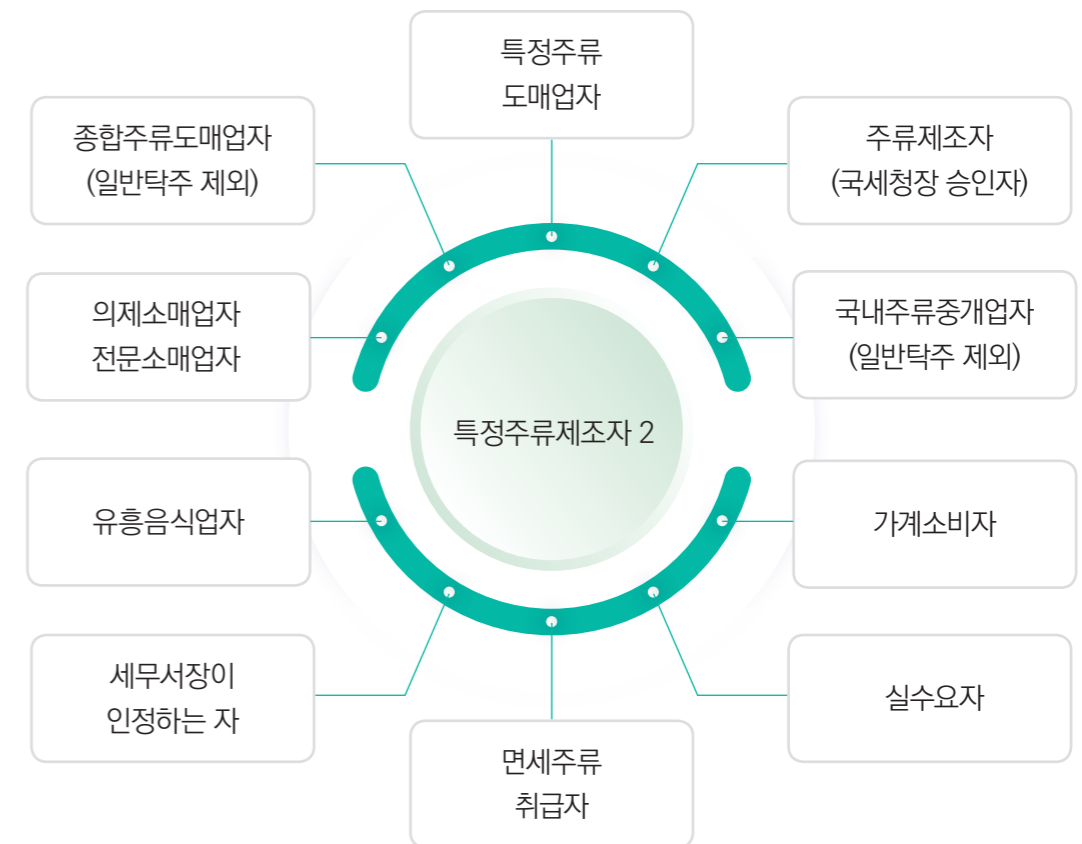 특정주류
도매업자
종합주류도매업자
(일반탁주 제외)
주류제조자
(국세청장 승인자)
의제소매업자
전문소매업자
국내주류중개업자
(일반탁주 제외)
특정주류제조자 2
유흥음식업자
가계소비자
세무서장이
인정하는 자
실수요자
면세주류
취급자